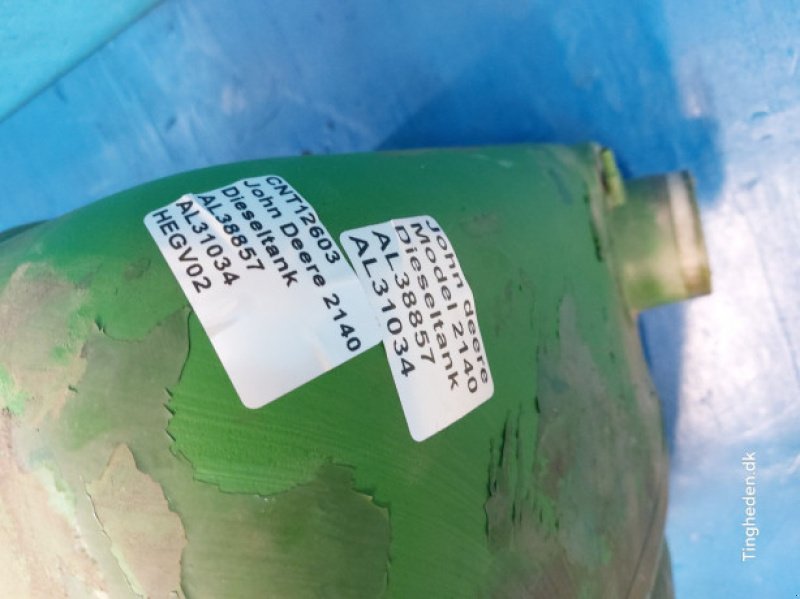 CNT12603
John Deere 2140
Dieseltank
AL38857
AL31034
HEGV02
John deere
Model 2140
Dieseltank
AL38857
AL31034
Tingheden.dk